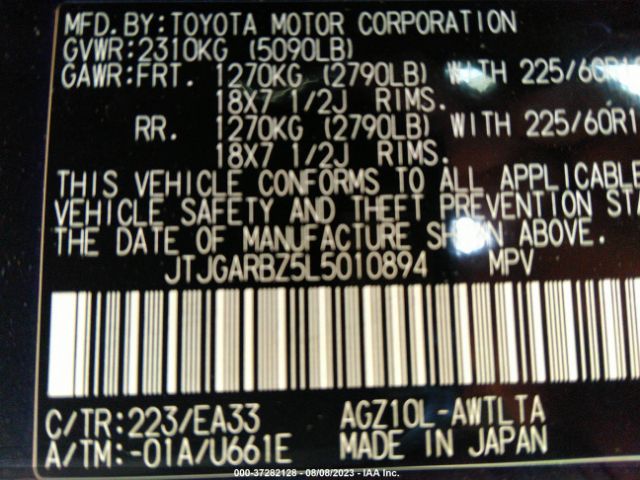 MFD.BY:TOYOTA MOTOR CORPORATION
GVWR:2310KG (5090LB)
GAWR:FRT. 1270KG (2790LB) WITH 225/60R1
18X7 1/2J RIMS.
RR. 1270KG (2790LB) WITH 225/60R1
18X7 1/2J RIMS.
THIS VEHICLE CONFORMS TO ALL APPLICABLE
VEHICLE SAFETY AND THEFT PREVENTION STA
THE DATE OF MANUFACTURE SHOWN ABOVE.
JTJGARBZ5L5010894 MPV
C/TR:223/EA33 AGZ10L-AWTLTA
A/TM:-01A/U661E MADE IN JAPAN
000-37282128 - 08/08/2023 - IAA Inc.